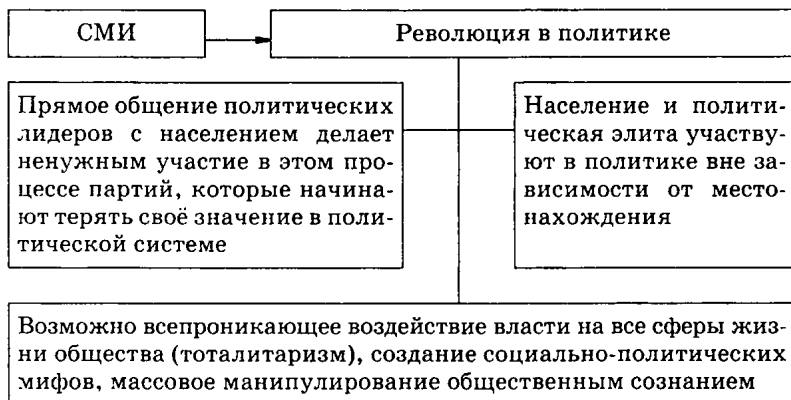 СМИ
Революция в политике
Прямое общение политических
лидеров с населением делает
ненужным участие в этом про-
цессе партий, которые начина-
ют терять своё значение в поли-
тической системе
Население и полити-
ческая элита участву-
ют в политике вне за-
висимости от место-
нахождения
Возможно всепроникающее воздействие власти на все сферы жиз-
ни общества (тоталитаризм), создание социально-политических
мифов, массовое манипулирование общественным сознанием